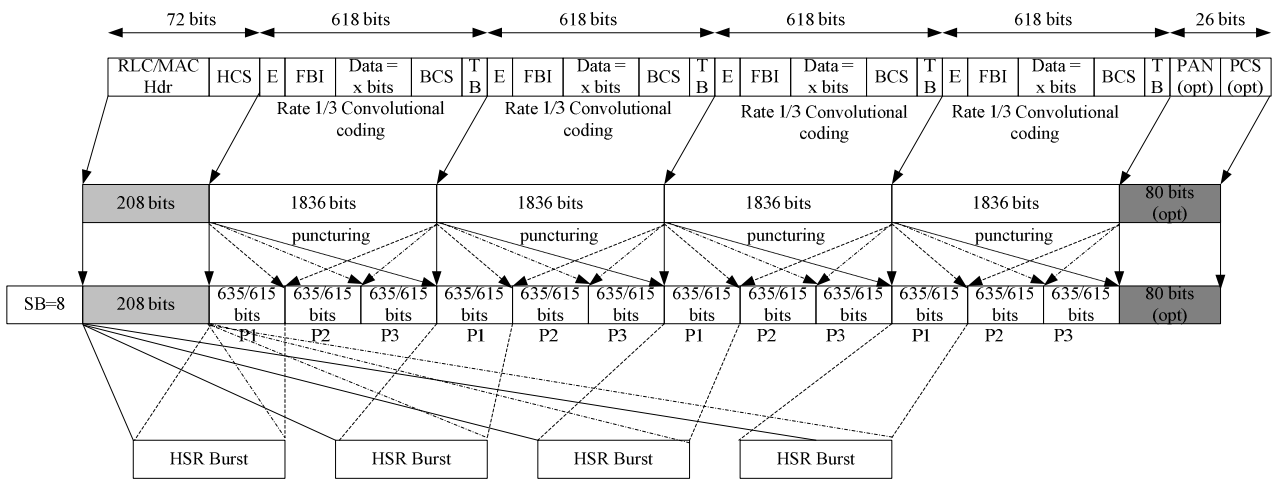 72 bits 618 bits 618 bits 618 bits 618 bits 26 bits
RLC/MAC Hdr HCS E FBI Data = x bits BCS T B E FBI Data = x bits BCS T B E FBI Data = x bits BCS T B E FBI Data = x bits BCS T B PAN (opt) PCS (opt)
Rate 1/3 Convolutional coding Rate 1/3 Convolutional coding Rate 1/3 Convolutional coding Rate 1/3 Convolutional coding
208 bits 1836 bits 1836 bits 1836 bits 1836 bits 80 bits (opt)
puncturing puncturing puncturing puncturing
SB=8 208 bits 635/615 bits 635/615 bits 635/615 bits 635/615 bits 635/615 bits 635/615 bits 635/615 bits 635/615 bits 635/615 bits 635/615 bits 635/615 bits 635/615 bits 80 bits (opt)
P1 P2 P3 P1 P2 P3 P1 P2 P3 P1 P2 P3
HSR Burst HSR Burst HSR Burst HSR Burst